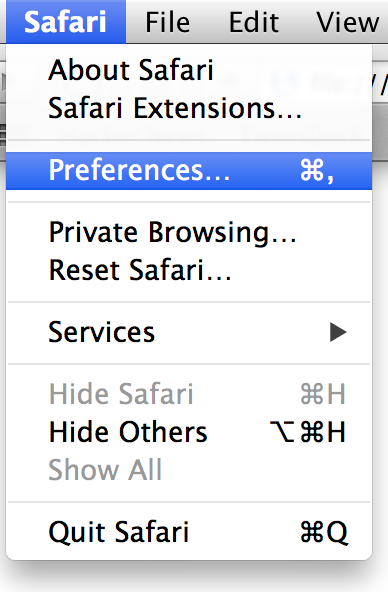 Safari File Edit View
About Safari
Safari Extensions…
Preferences… ⌘,
Private Browsing…
Reset Safari…
Services ▶
Hide Safari ⌘H
Hide Others ⌥⌘H
Show All
Quit Safari ⌘Q